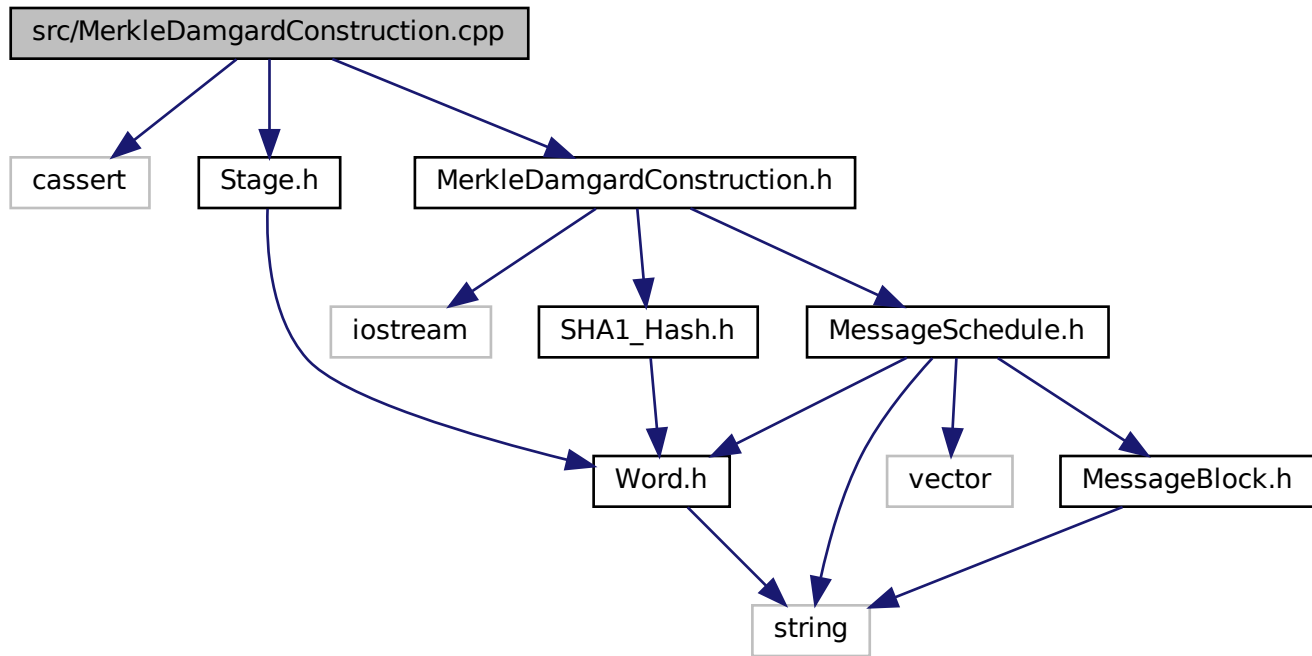 src/MerkleDamgardConstruction.cpp
cassert
Stage.h
MerkleDamgardConstruction.h
iostream
SHA1_Hash.h
MessageSchedule.h
Word.h
vector
MessageBlock.h
string